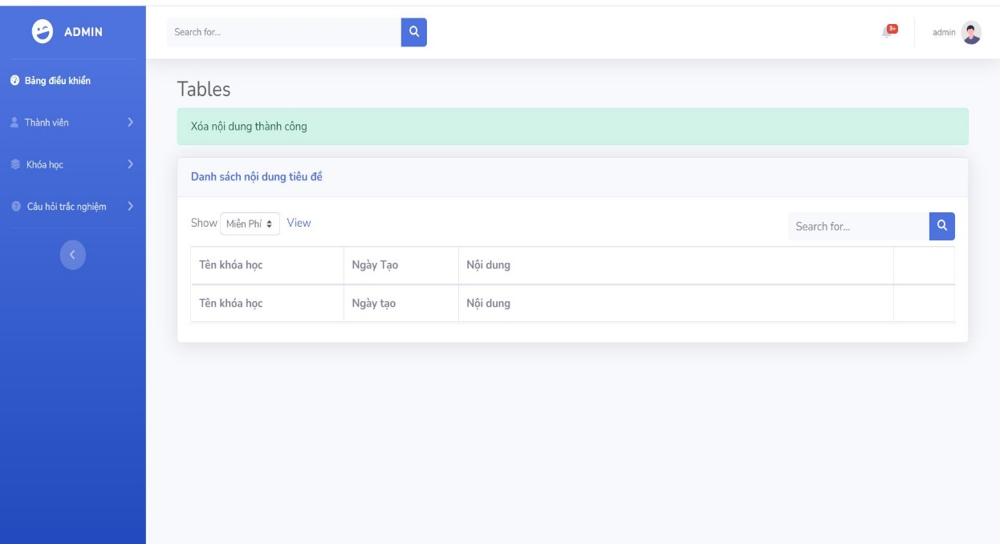 ADMIN
Search for...
3+
admin
Bảng điều khiển
Thành viên
Khóa học
Câu hỏi trắc nghiệm
Tables
Xóa nội dung thành công
Danh sách nội dung tiêu đề
Show Miễn Phí View
Search for...
Tên khóa học Ngày Tạo Nội dung
Tên khóa học Ngày tạo Nội dung